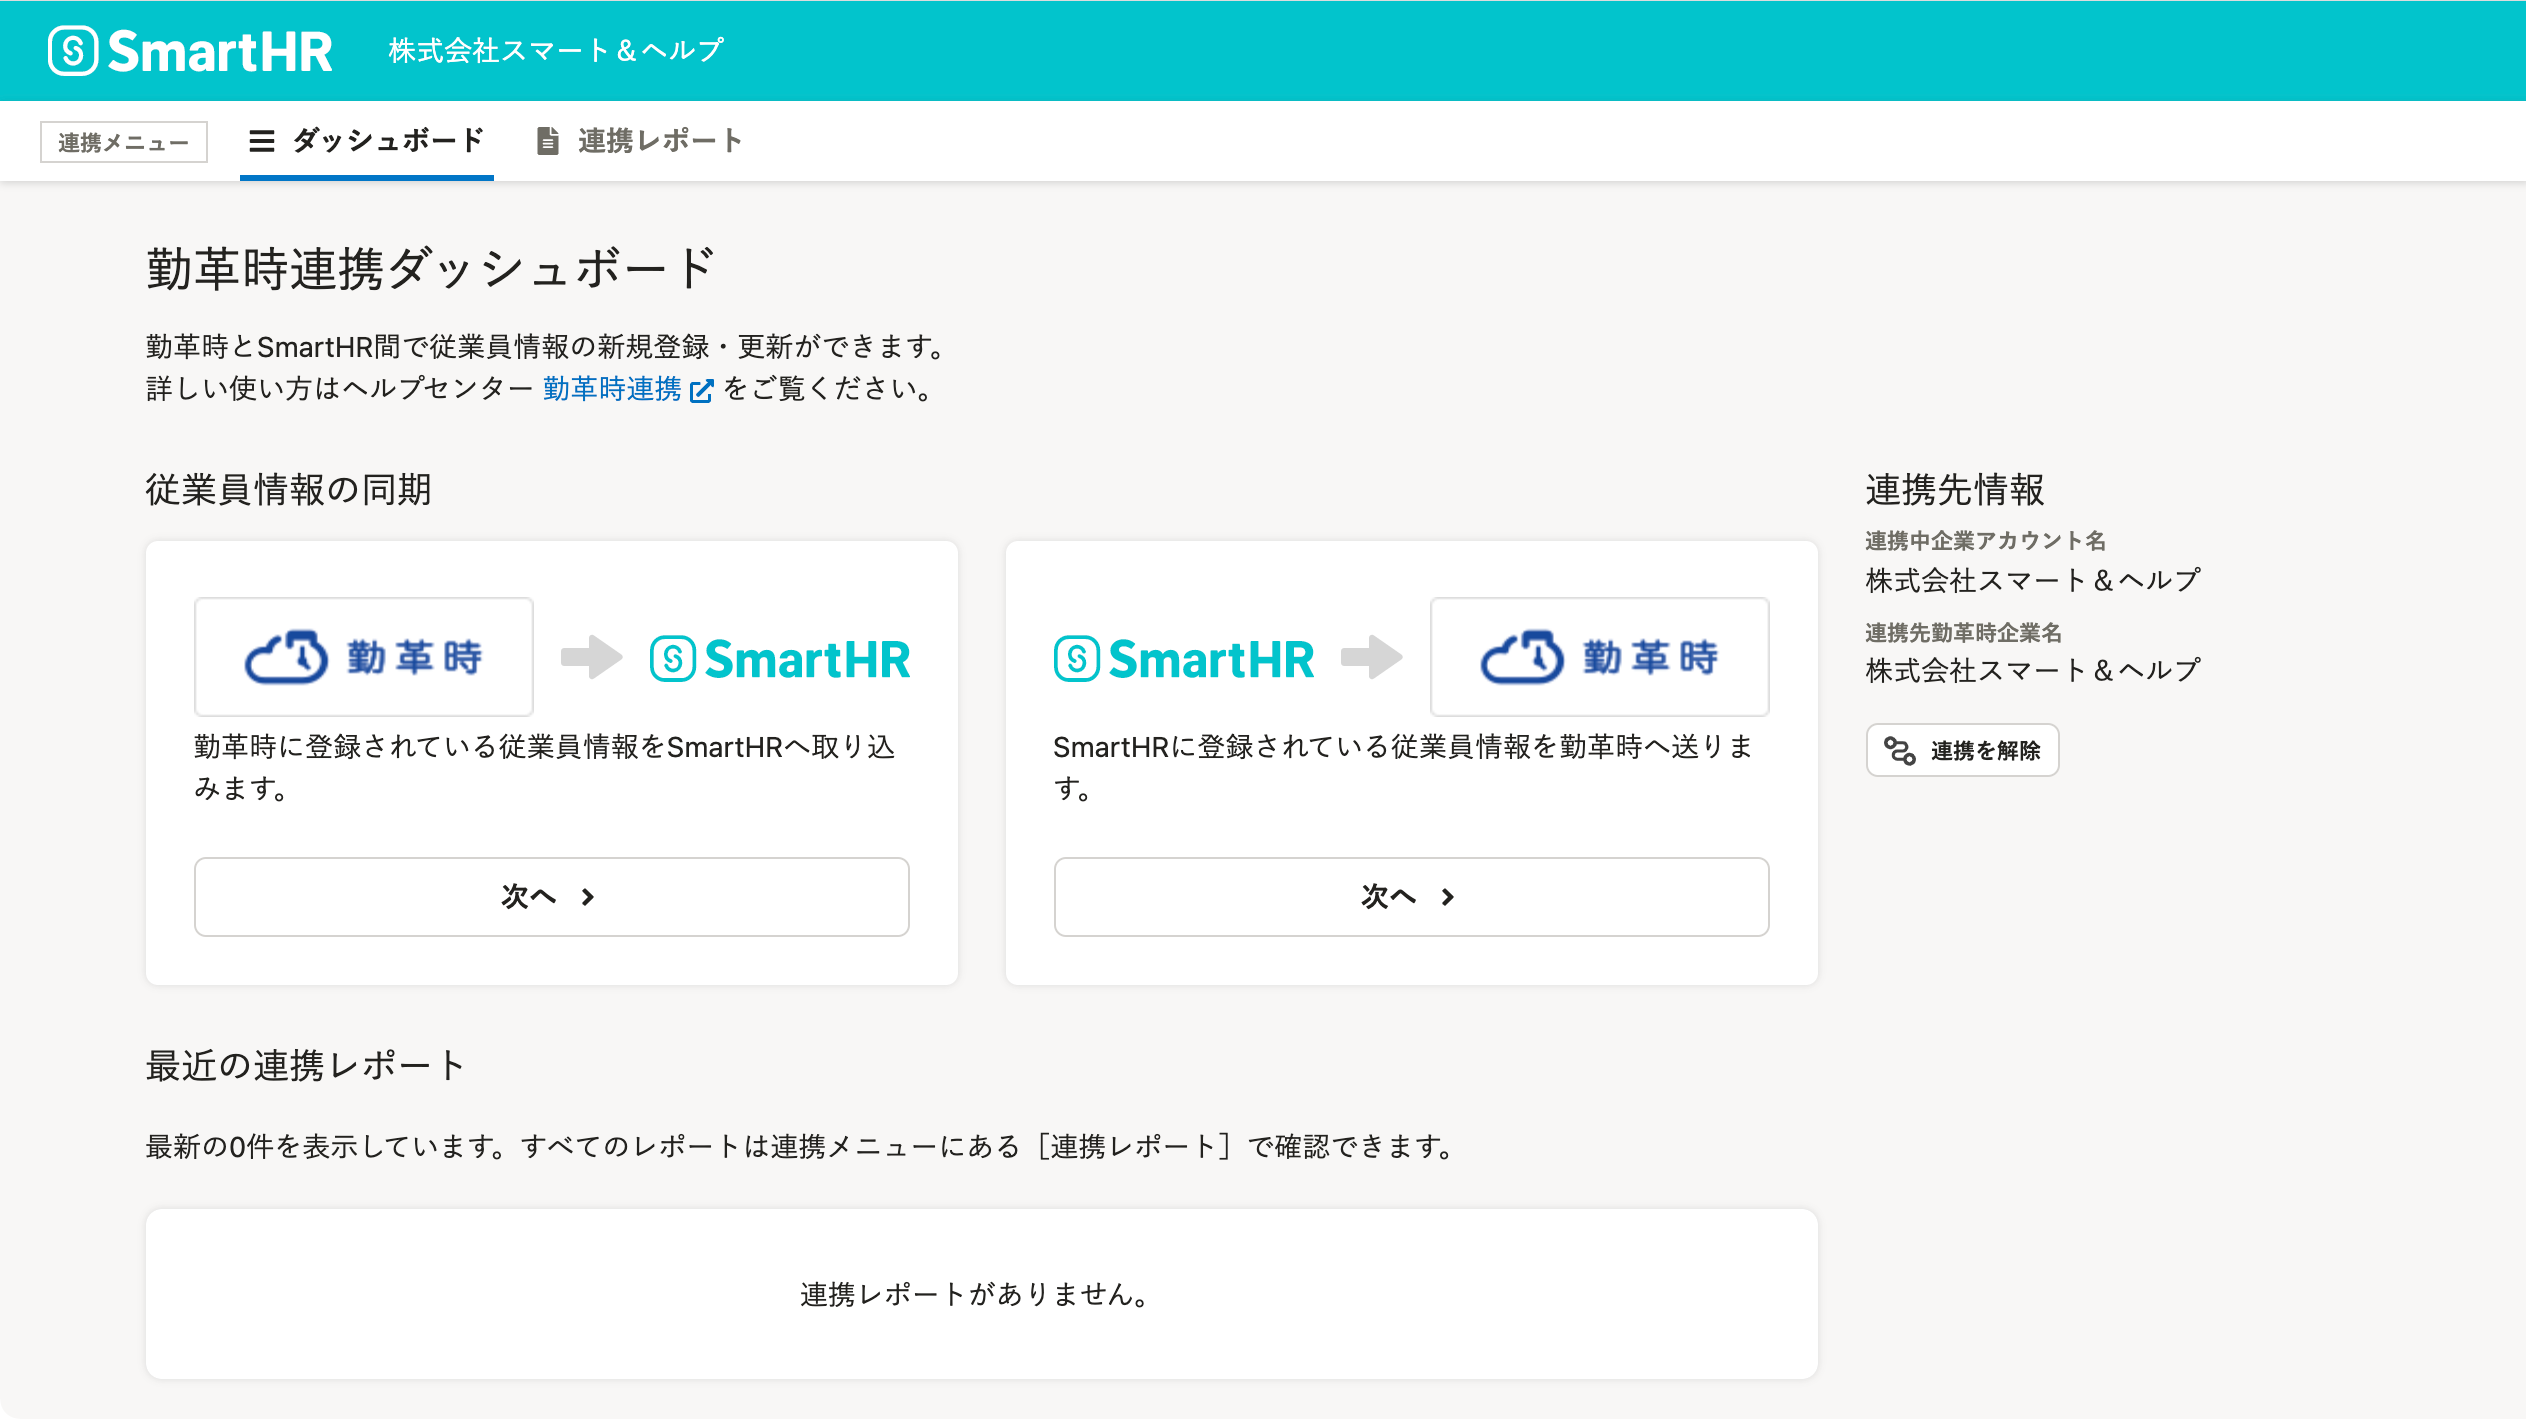 SmartHR 株式会社スマート＆ヘルプ
連携メニュー ダッシュボード 連携レポート
勤革時連携ダッシュボード
勤革時とSmartHR間で従業員情報の新規登録・更新ができます。
詳しい使い方はヘルプセンター 勤革時連携 をご覧ください。
従業員情報の同期
勤革時 SmartHR
勤革時に登録されている従業員情報をSmartHRへ取り込
みます。
次へ
SmartHR 勤革時
SmartHRに登録されている従業員情報を勤革時へ送りま
す。
次へ
連携先情報
連携中企業アカウント名
株式会社スマート＆ヘルプ
連携先勤革時企業名
株式会社スマート＆ヘルプ
連携を解除
最近の連携レポート
最新の0件を表示しています。すべてのレポートは連携メニューにある［連携レポート］で確認できます。
連携レポートがありません。